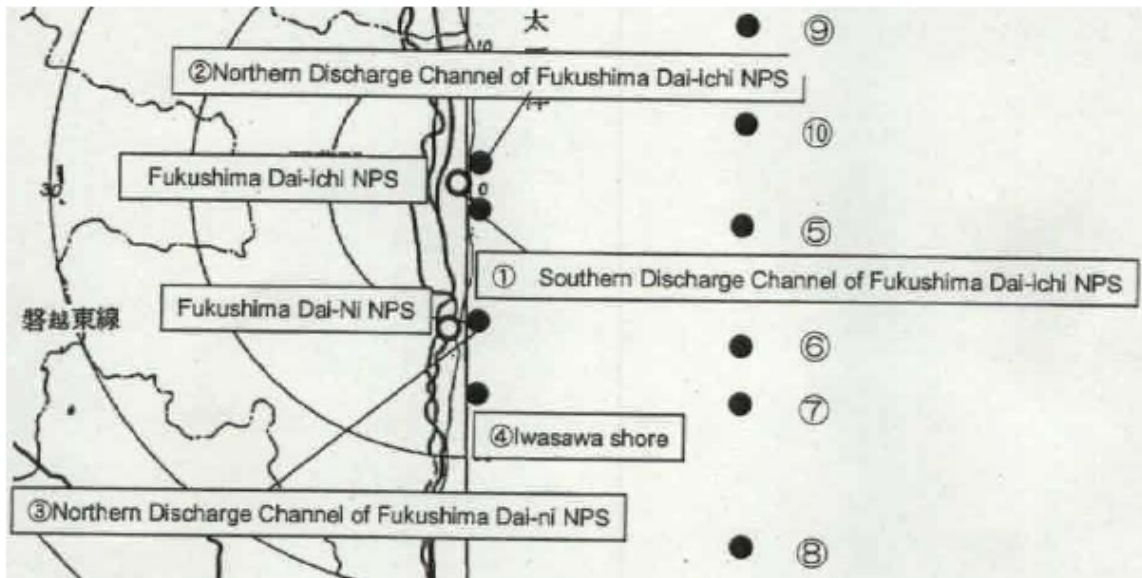 太
⑨
10
②Northern Discharge Channel of Fukushima Dai-ichi NPS
⑩
Fukushima Dai-ichi NPS
30
0
⑤
① Southern Discharge Channel of Fukushima Dai-ichi NPS
Fukushima Dai-Ni NPS
磐越東線
⑥
⑦
④Iwasawa shore
③Northern Discharge Channel of Fukushima Dai-ni NPS
⑧